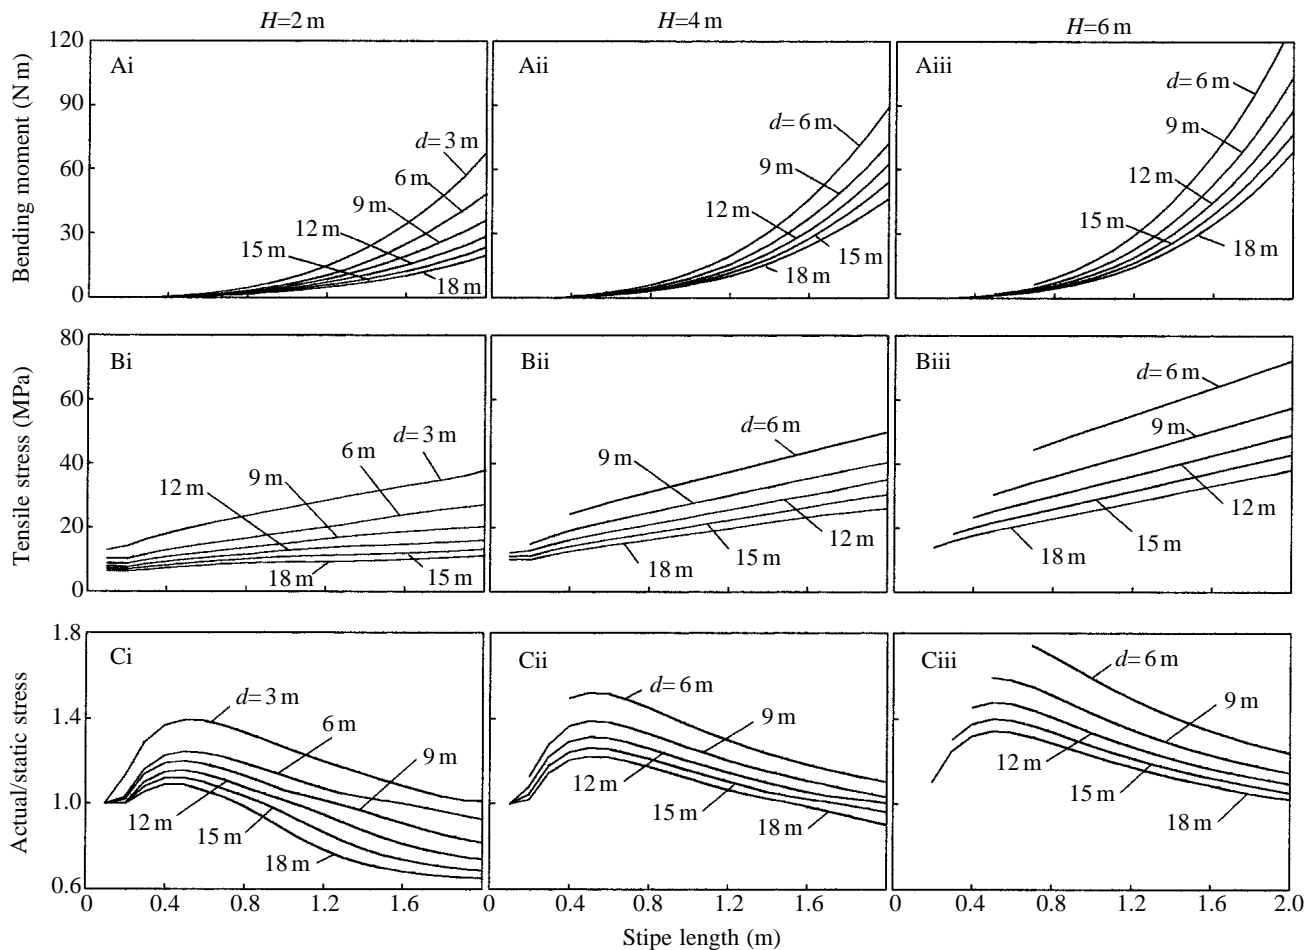 H=2 m
H=4 m
H=6 m
Bending moment (N m)
120
90
60
30
0
Ai
d=3 m
6 m
9 m
12 m
15 m
18 m
Aii
d=6 m
9 m
12 m
15 m
18 m
Aiii
d=6 m
9 m
12 m
15 m
18 m
Tensile stress (MPa)
80
60
40
20
0
Bi
d=3 m
6 m
9 m
12 m
15 m
18 m
Bii
d=6 m
9 m
12 m
15 m
18 m
Biii
d=6 m
9 m
12 m
15 m
18 m
Actual/static stress
1.8
1.4
1.0
0.6
Ci
d=3 m
6 m
9 m
12 m
15 m
18 m
Cii
d=6 m
9 m
12 m
15 m
18 m
Ciii
d=6 m
9 m
12 m
15 m
18 m
0 0.4 0.8 1.2 1.6 0 0.4 0.8 1.2 1.6 0 0.4 0.8 1.2 1.6 2.0
Stipe length (m)